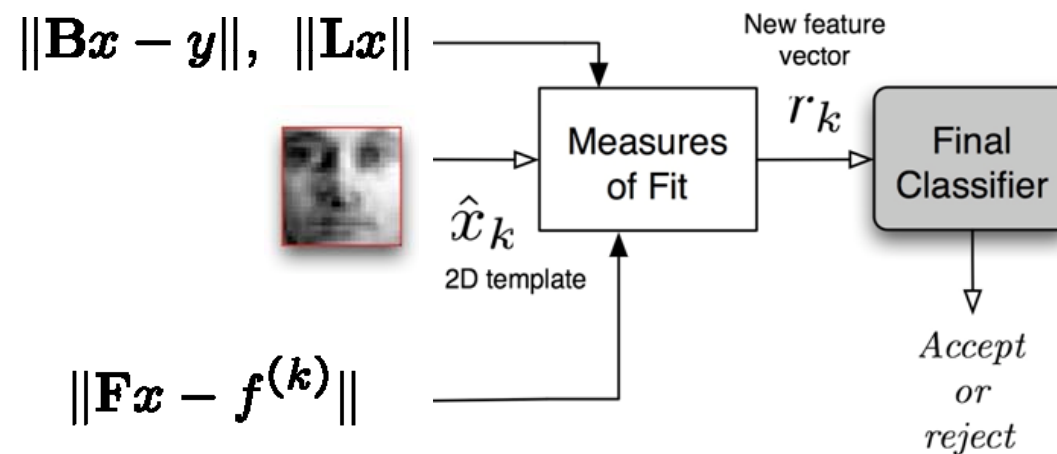 ‖Bx − y‖, ‖Lx‖
New feature
vector
r_k
Measures
of Fit
Final
Classifier
x̂_k
2D template
‖Fx − f^(k)‖
Accept
or
reject